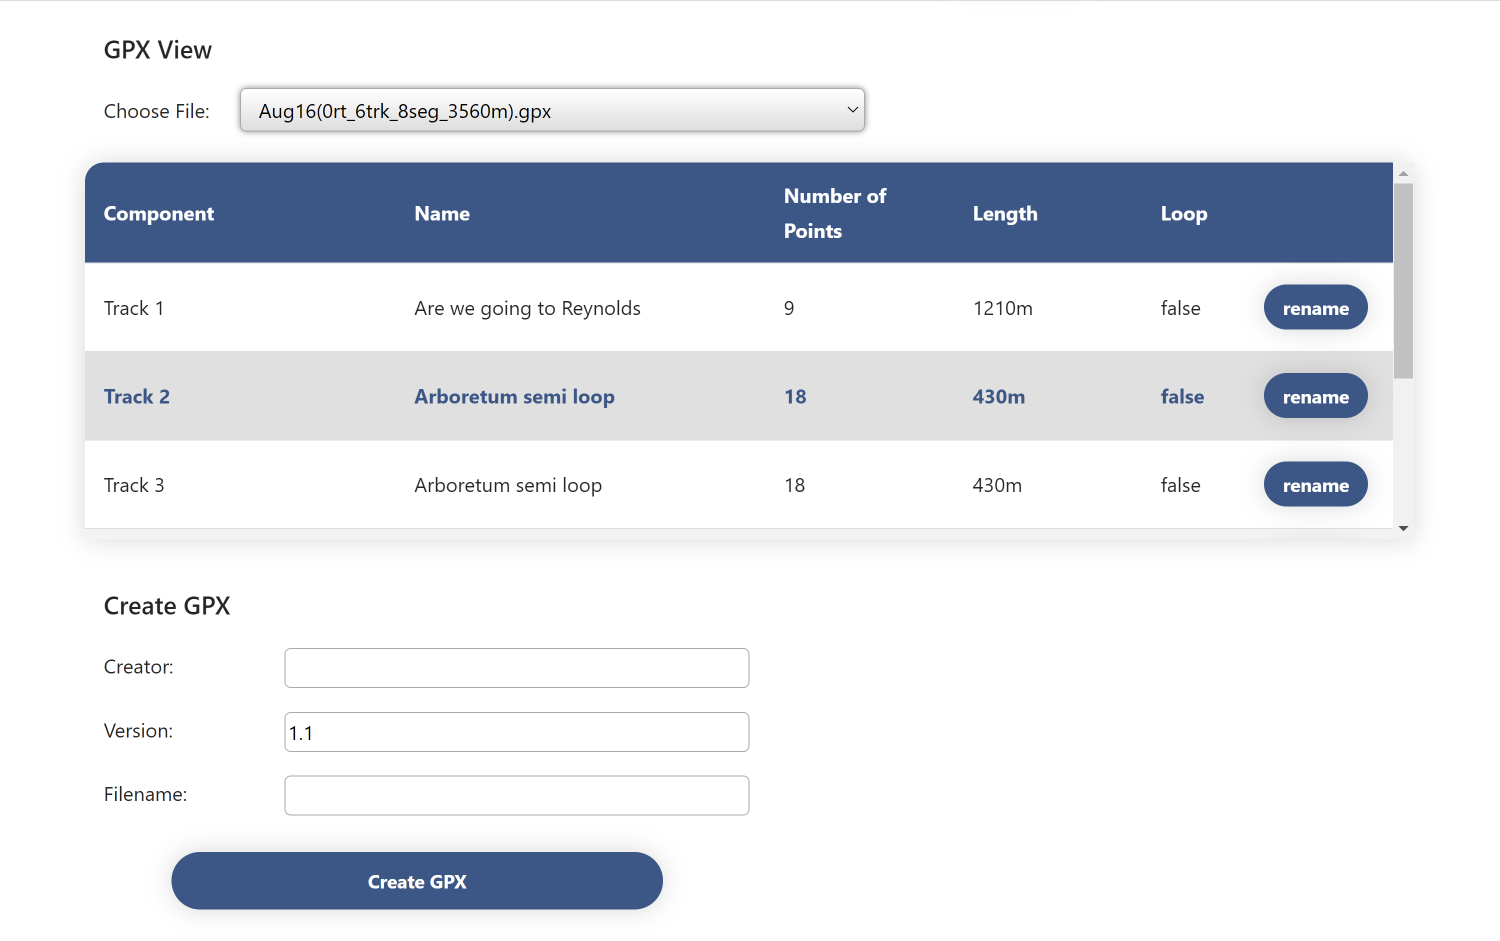 GPX View
Choose File: Aug16(0rt_6trk_8seg_3560m).gpx
Component Name Number of Points Length Loop
Track 1 Are we going to Reynolds 9 1210m false rename
Track 2 Arboretum semi loop 18 430m false rename
Track 3 Arboretum semi loop 18 430m false rename
Create GPX
Creator:
Version: 1.1
Filename:
Create GPX